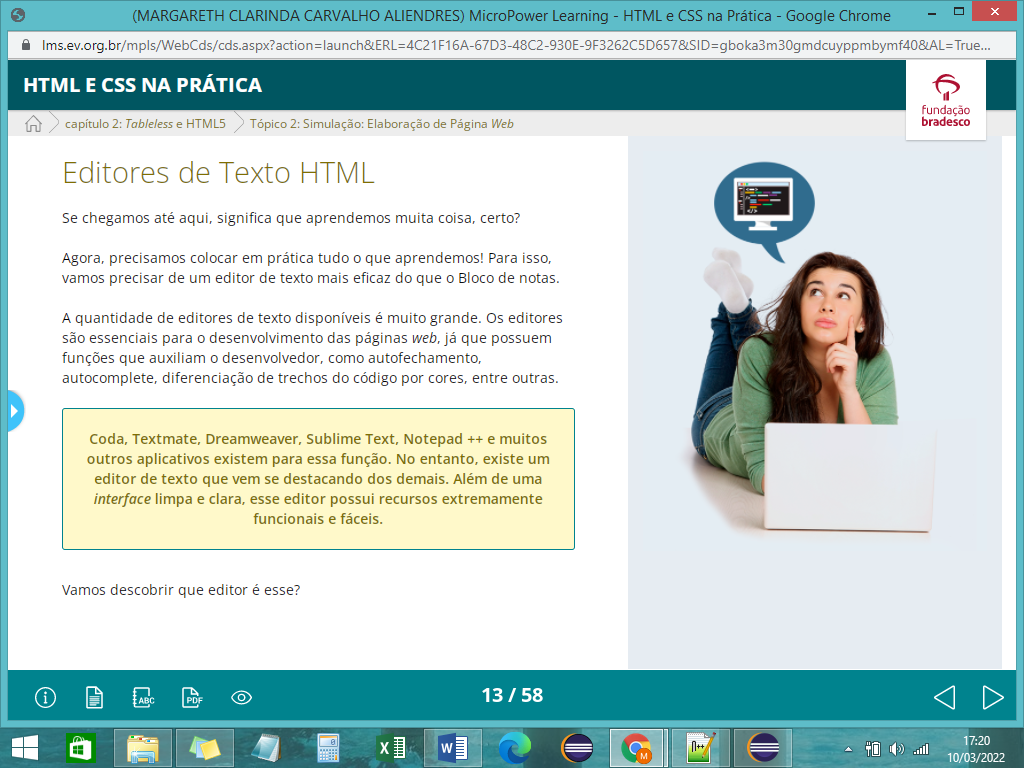 (MARGARETH CLARINDA CARVALHO ALIENDRES) MicroPower Learning - HTML e CSS na Prática - Google Chrome
lms.ev.org.br/mpls/WebCds/cds.aspx?action=launch&ERL=4C21F16A-67D3-48C2-930E-9F3262C5D657&SID=gboka3m30gmdcuyppmbymf40&AL=True...
HTML E CSS NA PRÁTICA
fundação
bradesco
capítulo 2: Tableless e HTML5
Tópico 2: Simulação: Elaboração de Página Web
Editores de Texto HTML
Se chegamos até aqui, significa que aprendemos muita coisa, certo?
Agora, precisamos colocar em prática tudo o que aprendemos! Para isso,
vamos precisar de um editor de texto mais eficaz do que o Bloco de notas.
A quantidade de editores de texto disponíveis é muito grande. Os editores
são essenciais para o desenvolvimento das páginas web, já que possuem
funções que auxiliam o desenvolvedor, como autofechamento,
autocomplete, diferenciação de trechos do código por cores, entre outras.
Coda, Textmate, Dreamweaver, Sublime Text, Notepad ++ e muitos
outros aplicativos existem para essa função. No entanto, existe um
editor de texto que vem se destacando dos demais. Além de uma
interface limpa e clara, esse editor possui recursos extremamente
funcionais e fáceis.
Vamos descobrir que editor é esse?
ABC
PDF
13 / 58
17:20
10/03/2022